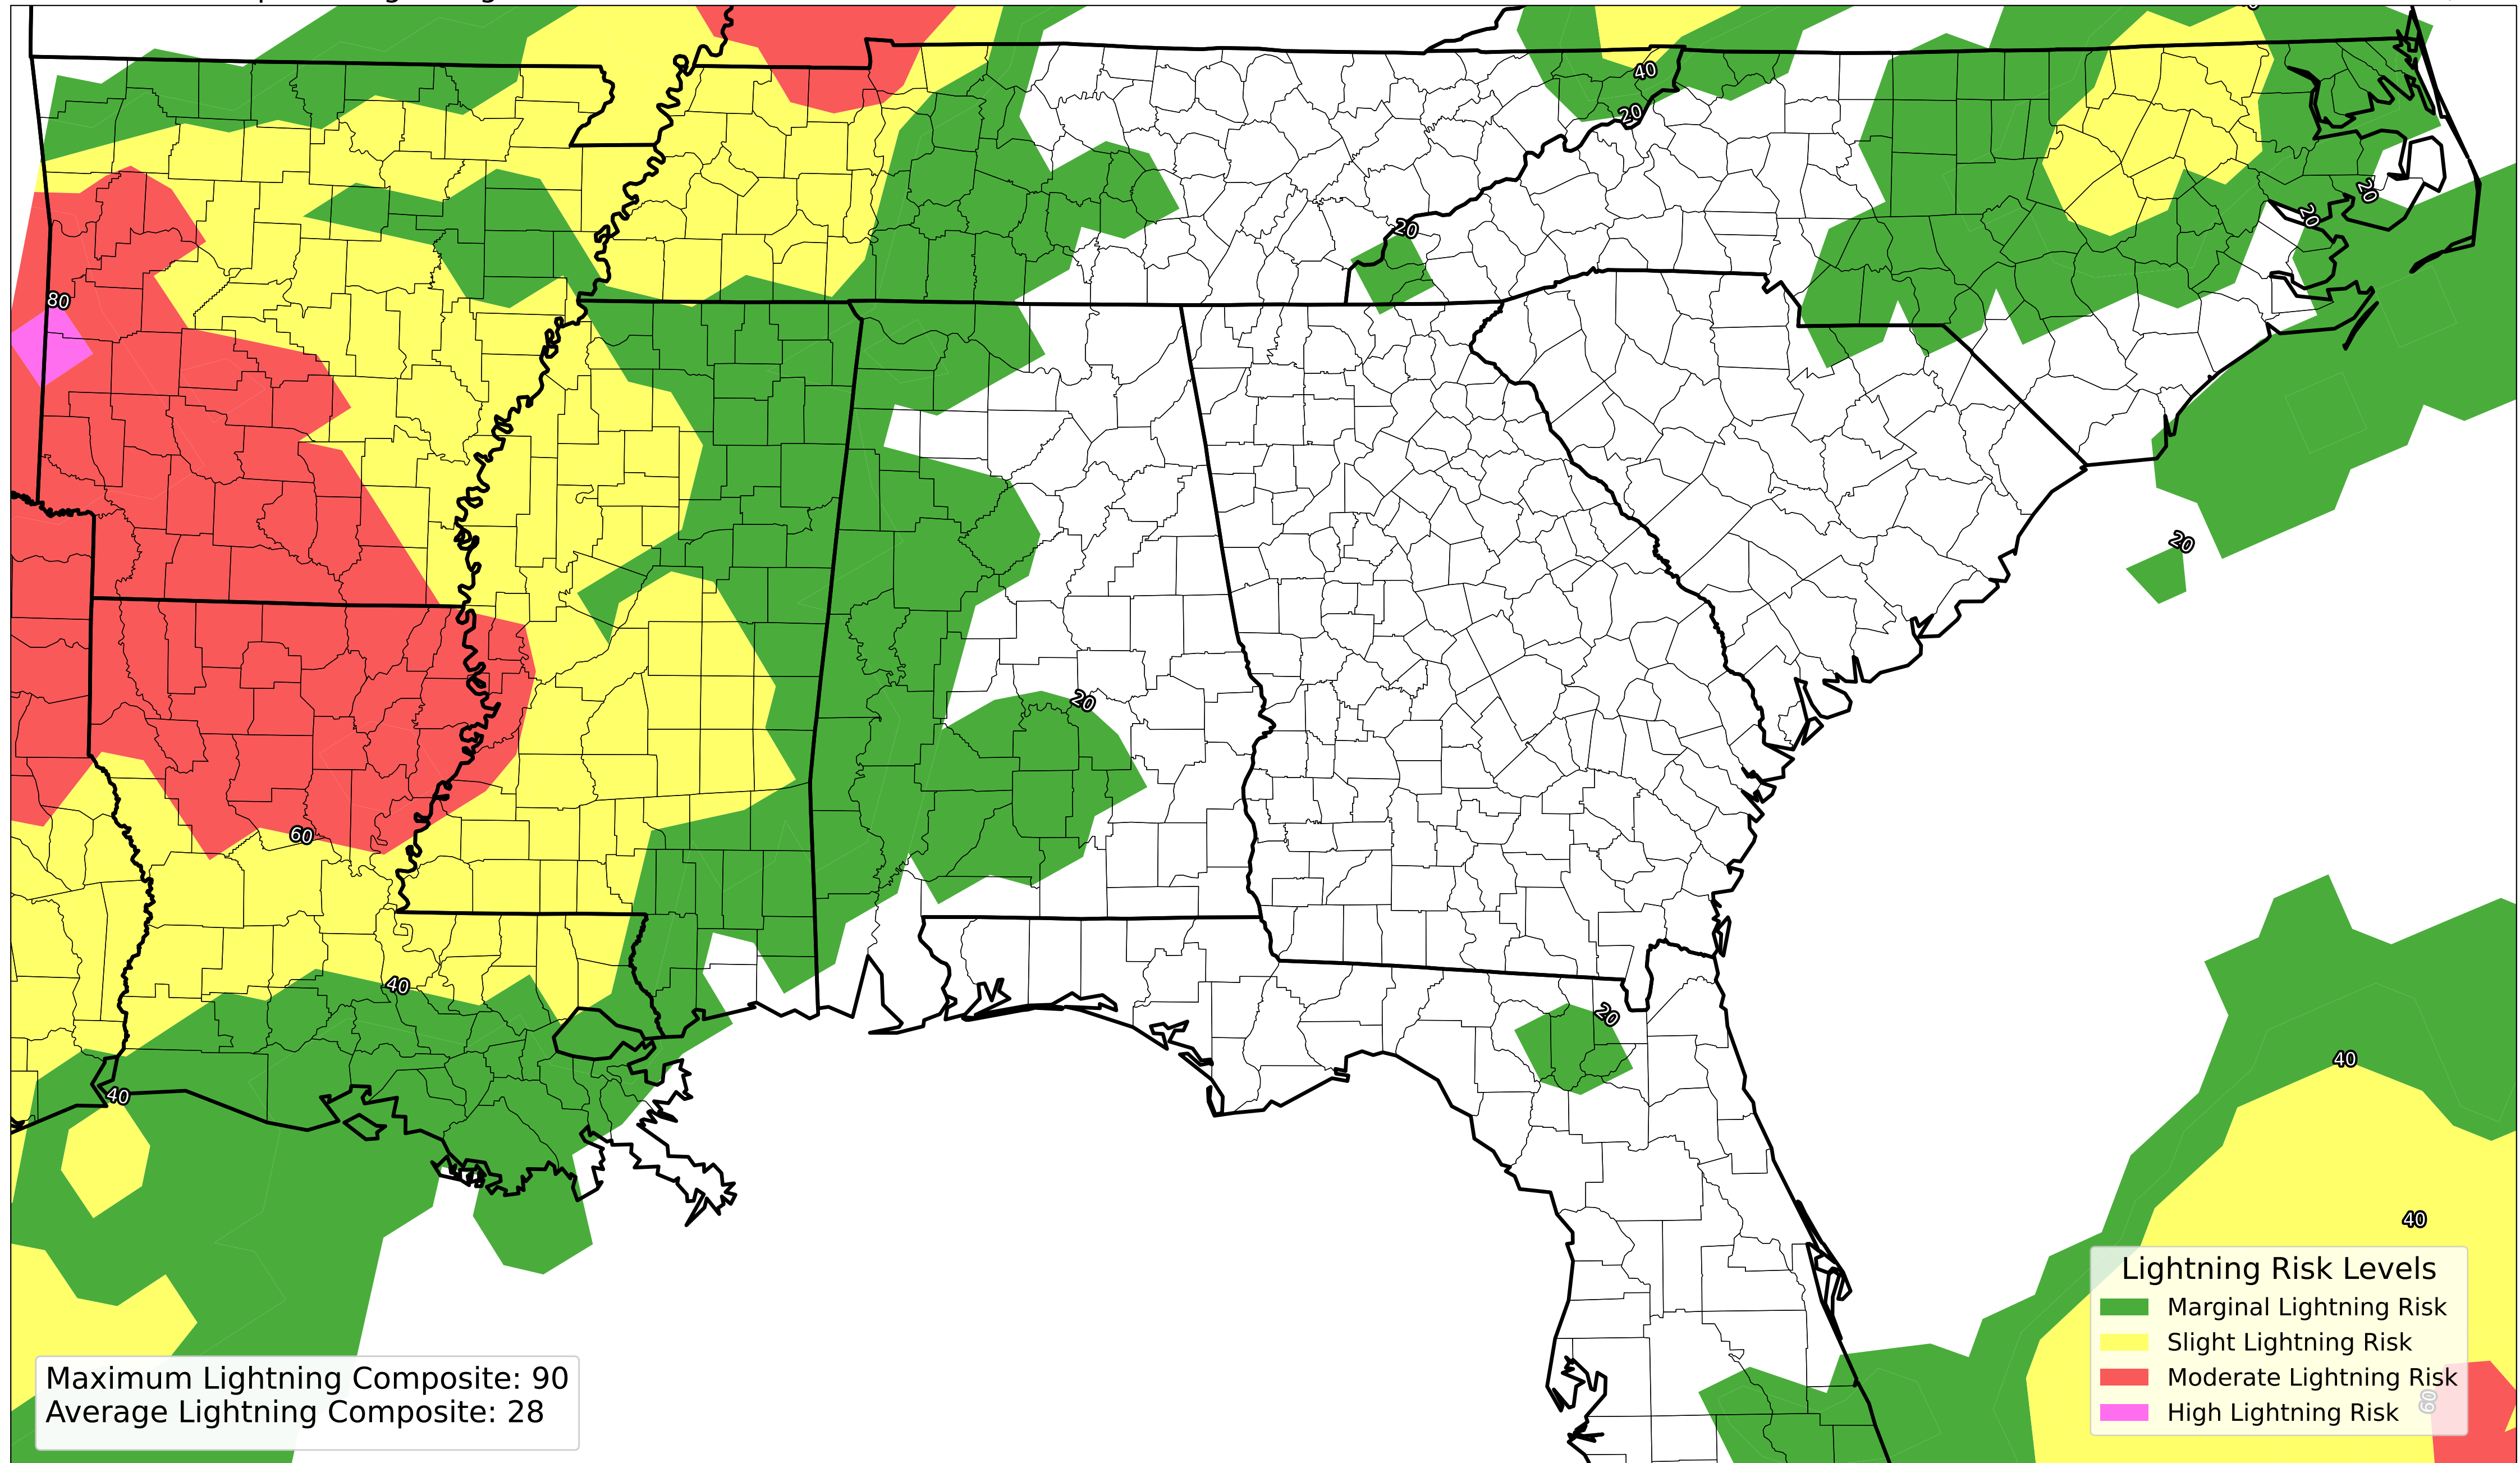 40
20
20
20
20
80
20
20
60
40
20
40
40
40
Maximum Lightning Composite: 90
Average Lightning Composite: 28
Lightning Risk Levels
Marginal Lightning Risk
Slight Lightning Risk
Moderate Lightning Risk
High Lightning Risk
60